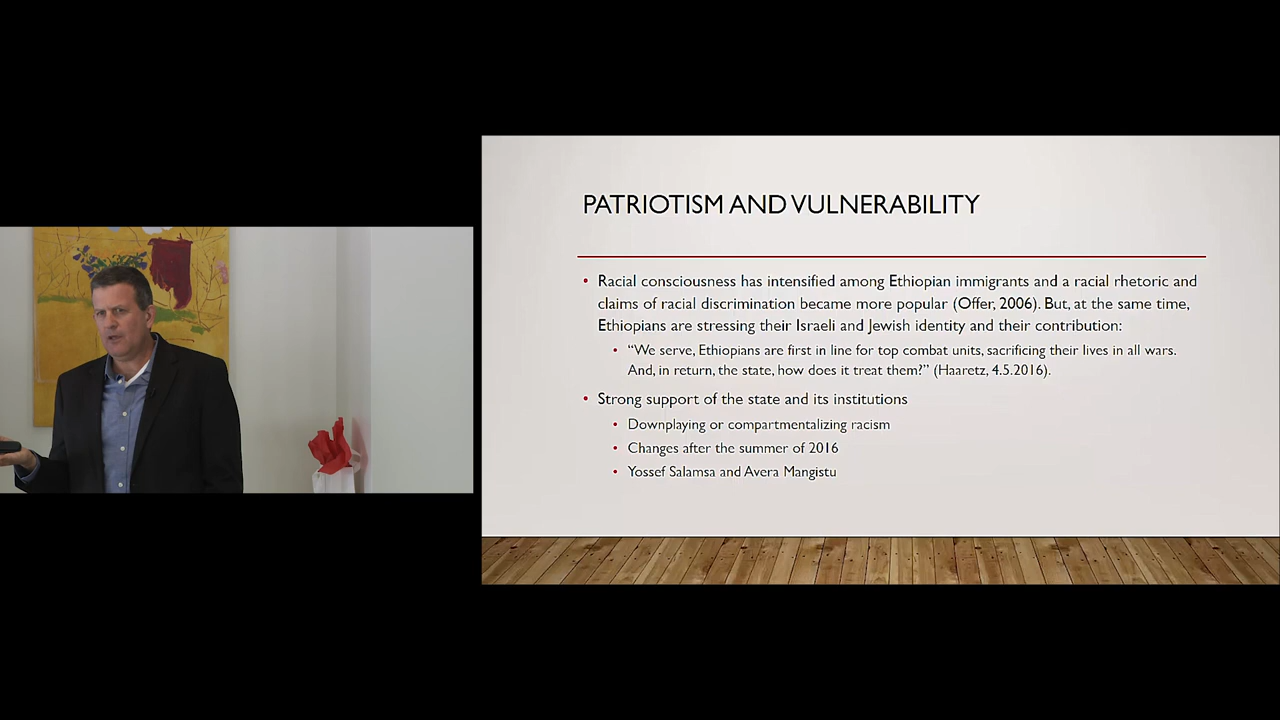 PATRIOTISM AND VULNERABILITY
• Racial consciousness has intensified among Ethiopian immigrants and a racial rhetoric and
claims of racial discrimination became more popular (Offer, 2006). But, at the same time,
Ethiopians are stressing their Israeli and Jewish identity and their contribution:
• “We serve, Ethiopians are first in line for top combat units, sacrificing their lives in all wars.
And, in return, the state, how does it treat them?” (Haaretz, 4.5.2016).
• Strong support of the state and its institutions
• Downplaying or compartmentalizing racism
• Changes after the summer of 2016
• Yossef Salamsa and Avera Mangistu